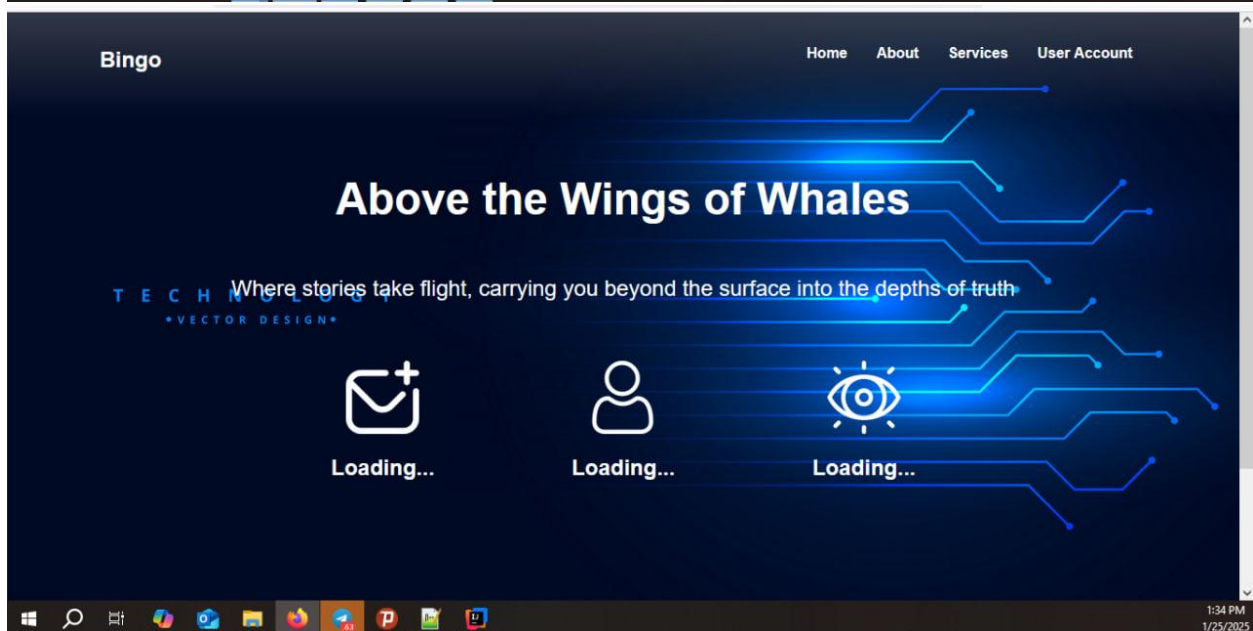 Bingo
Home About Services User Account
Above the Wings of Whales
Where stories take flight, carrying you beyond the surface into the depths of truth
TECHNOLOGY
•VECTOR DESIGN•
Loading... Loading... Loading...
1:34 PM
1/25/2025